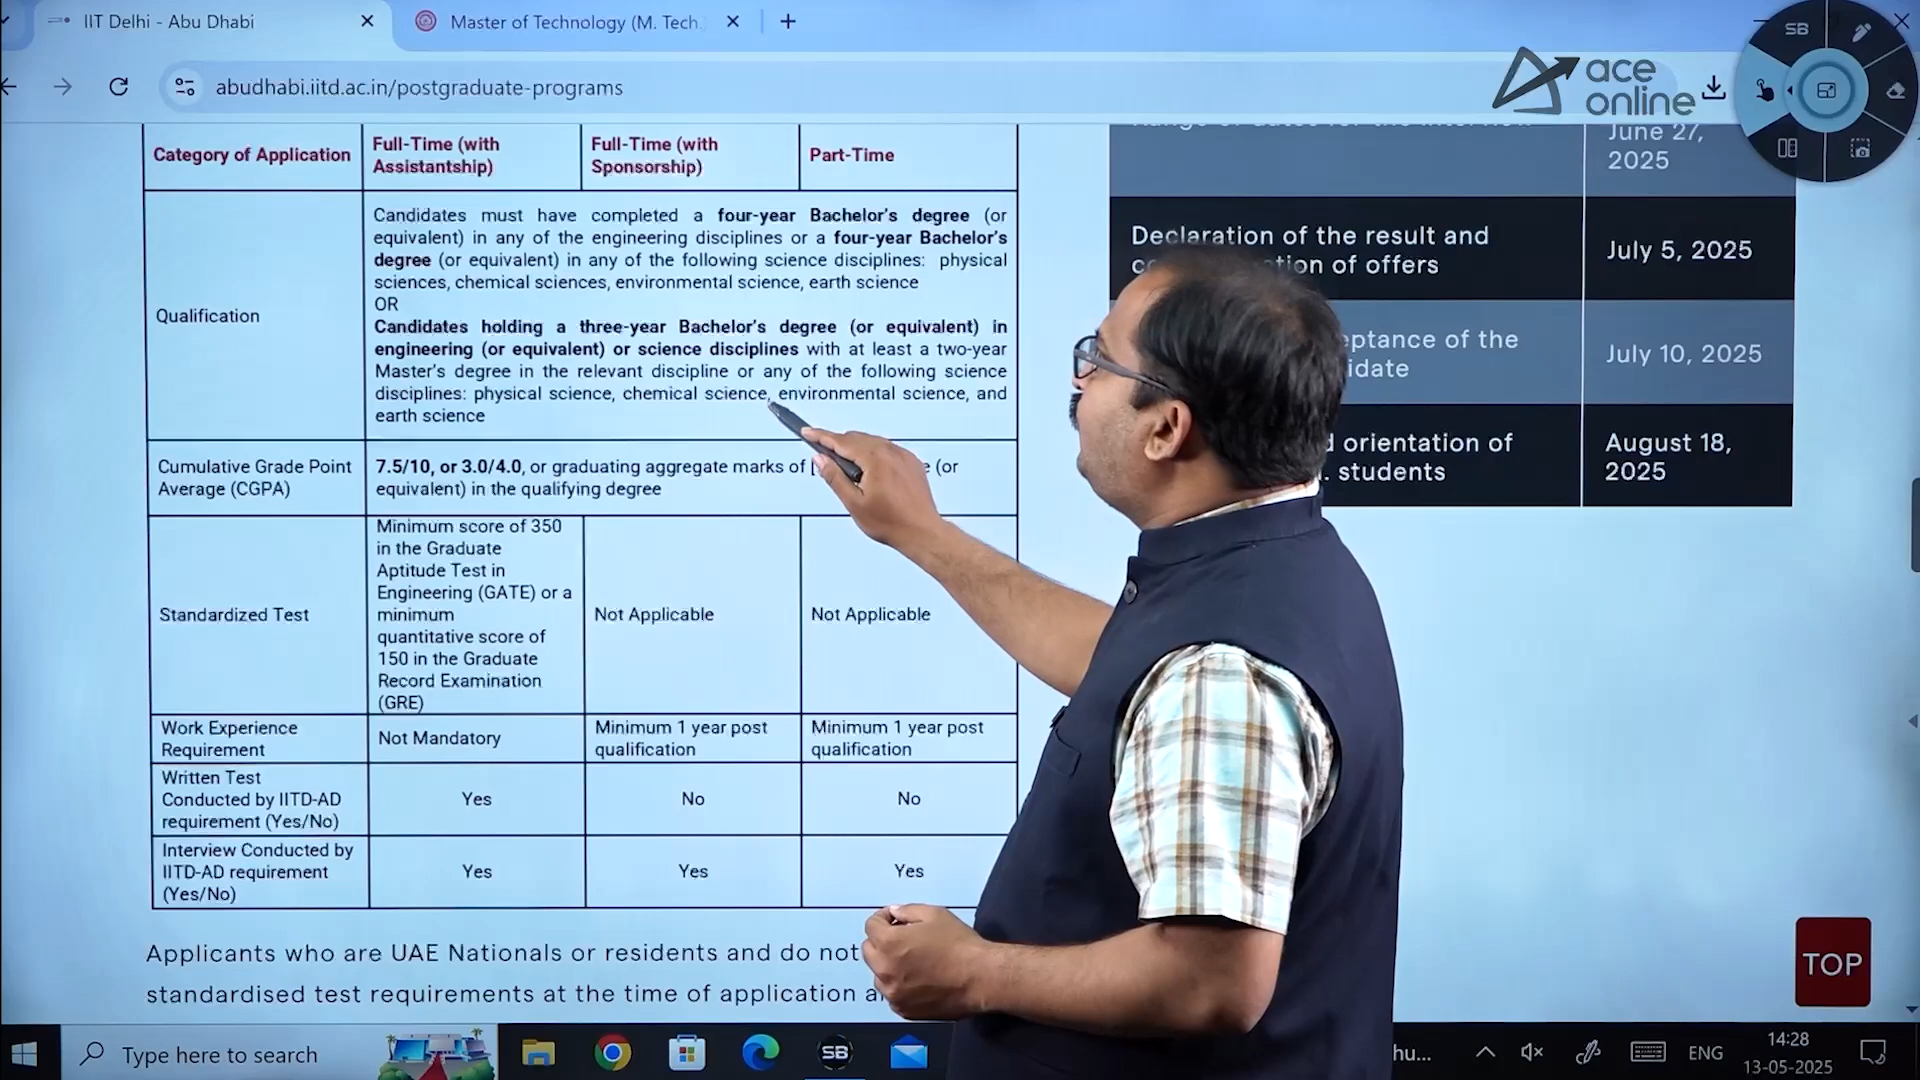 IIT Delhi - Abu Dhabi
Master of Technology (M. Tech.
abudhabi.iitd.ac.in/postgraduate-programs
SB
ace
online
Category of Application
Full-Time (with
Assistantship)
Full-Time (with
Sponsorship)
Part-Time
Qualification
Candidates must have completed a four-year Bachelor's degree (or
equivalent) in any of the engineering disciplines or a four-year Bachelor's
degree (or equivalent) in any of the following science disciplines: physical
sciences, chemical sciences, environmental science, earth science
OR
Candidates holding a three-year Bachelor's degree (or equivalent) in
engineering (or equivalent) or science disciplines with at least a two-year
Master's degree in the relevant discipline or any of the following science
disciplines: physical science, chemical science, environmental science, and
earth science
Cumulative Grade Point
Average (CGPA)
7.5/10, or 3.0/4.0, or graduating aggregate marks of (or
equivalent) in the qualifying degree
Standardized Test
Minimum score of 350
in the Graduate
Aptitude Test in
Engineering (GATE) or a
minimum
quantitative score of
150 in the Graduate
Record Examination
(GRE)
Not Applicable
Not Applicable
Work Experience
Requirement
Not Mandatory
Minimum 1 year post
qualification
Minimum 1 year post
qualification
Written Test
Conducted by IITD-AD
requirement (Yes/No)
Yes
No
No
Interview Conducted by
IITD-AD requirement
(Yes/No)
Yes
Yes
Yes
Applicants who are UAE Nationals or residents and do not
standardised test requirements at the time of application
June 27,
2025
Declaration of the result and
of offers
July 5, 2025
of the
July 10, 2025
orientation of
students
August 18,
2025
TOP
Type here to search
SB
hu...
ENG
14:28
13-05-2025